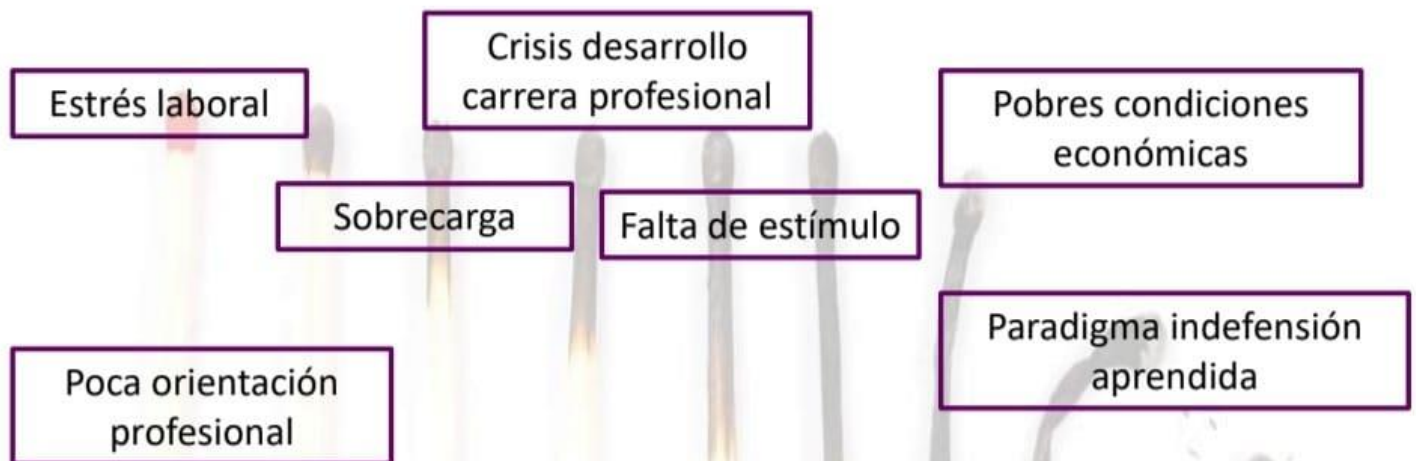 Estrés laboral
Crisis desarrollo
carrera profesional
Pobres condiciones
económicas
Sobrecarga
Falta de estímulo
Poca orientación
profesional
Paradigma indefensión
aprendida